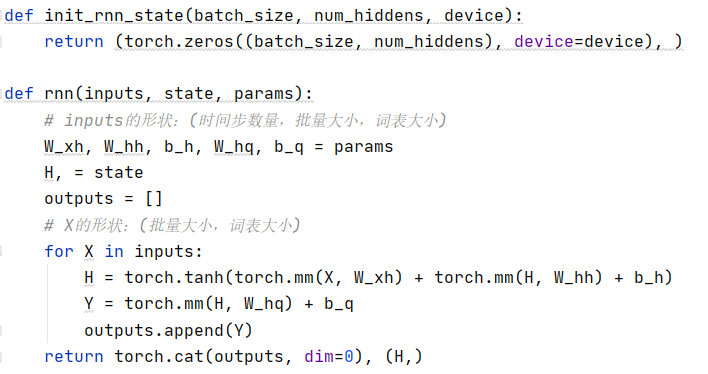 def init_rnn_state(batch_size, num_hiddens, device):
    return (torch.zeros((batch_size, num_hiddens), device=device), )

def rnn(inputs, state, params):
    # inputs的形状：(时间步数量，批量大小，词表大小)
    W_xh, W_hh, b_h, W_hq, b_q = params
    H, = state
    outputs = []
    # X的形状：(批量大小，词表大小)
    for X in inputs:
        H = torch.tanh(torch.mm(X, W_xh) + torch.mm(H, W_hh) + b_h)
        Y = torch.mm(H, W_hq) + b_q
        outputs.append(Y)
    return torch.cat(outputs, dim=0), (H,)